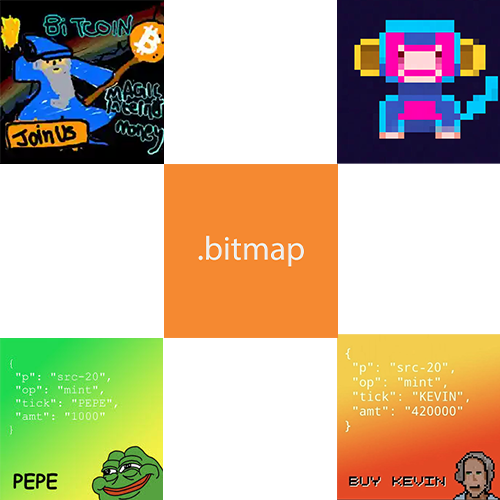 BiTCOIN
MAGIC
INTERNET
MONEY
Join US
.bitmap
{
"p": "src-20",
"op": "mint",
"tick": "PEPE",
"amt": "1000"
}
PEPE
{
"p": "src-20",
"op": "mint",
"tick": "KEVIN",
"amt": "420000"
}
BUY KEVIN